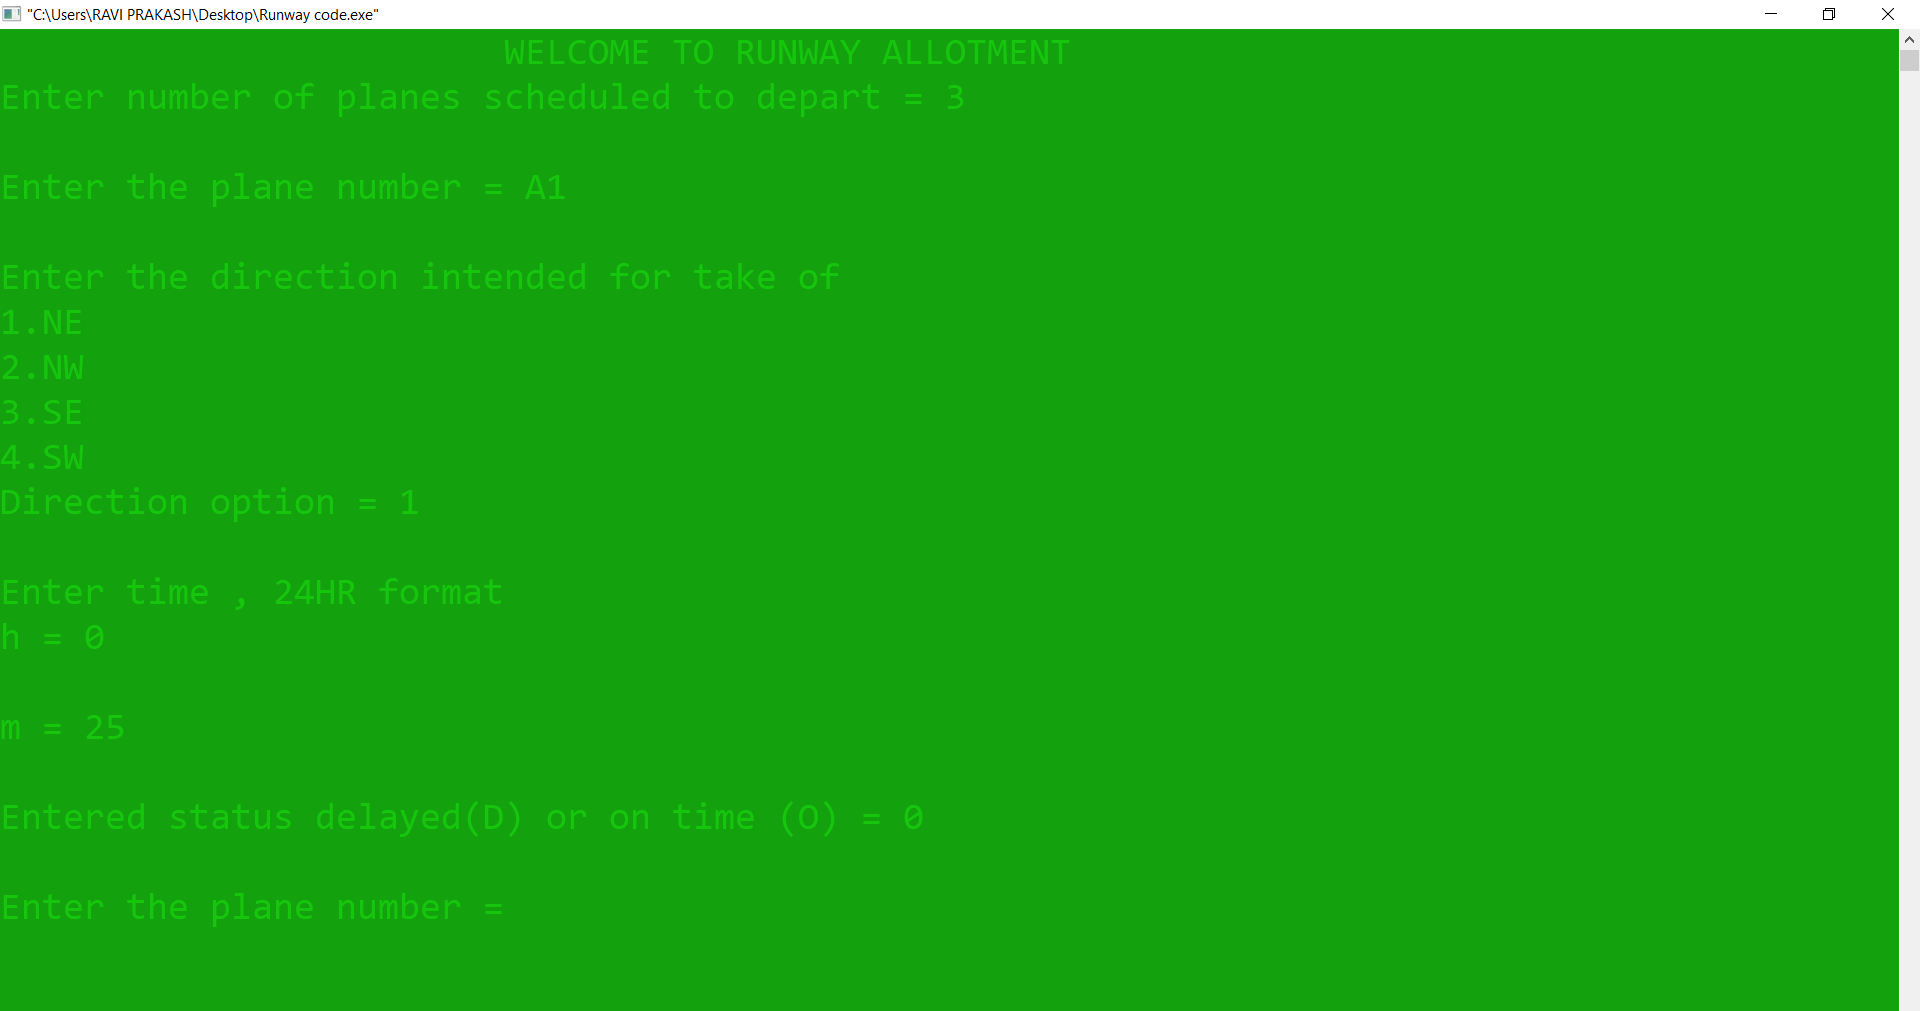 "C:\Users\RAVI PRAKASH\Desktop\Runway code.exe"
WELCOME TO RUNWAY ALLOTMENT
Enter number of planes scheduled to depart = 3
Enter the plane number = A1
Enter the direction intended for take of
1.NE
2.NW
3.SE
4.SW
Direction option = 1
Enter time , 24HR format
h = 0
m = 25
Entered status delayed(D) or on time (O) = 0
Enter the plane number =